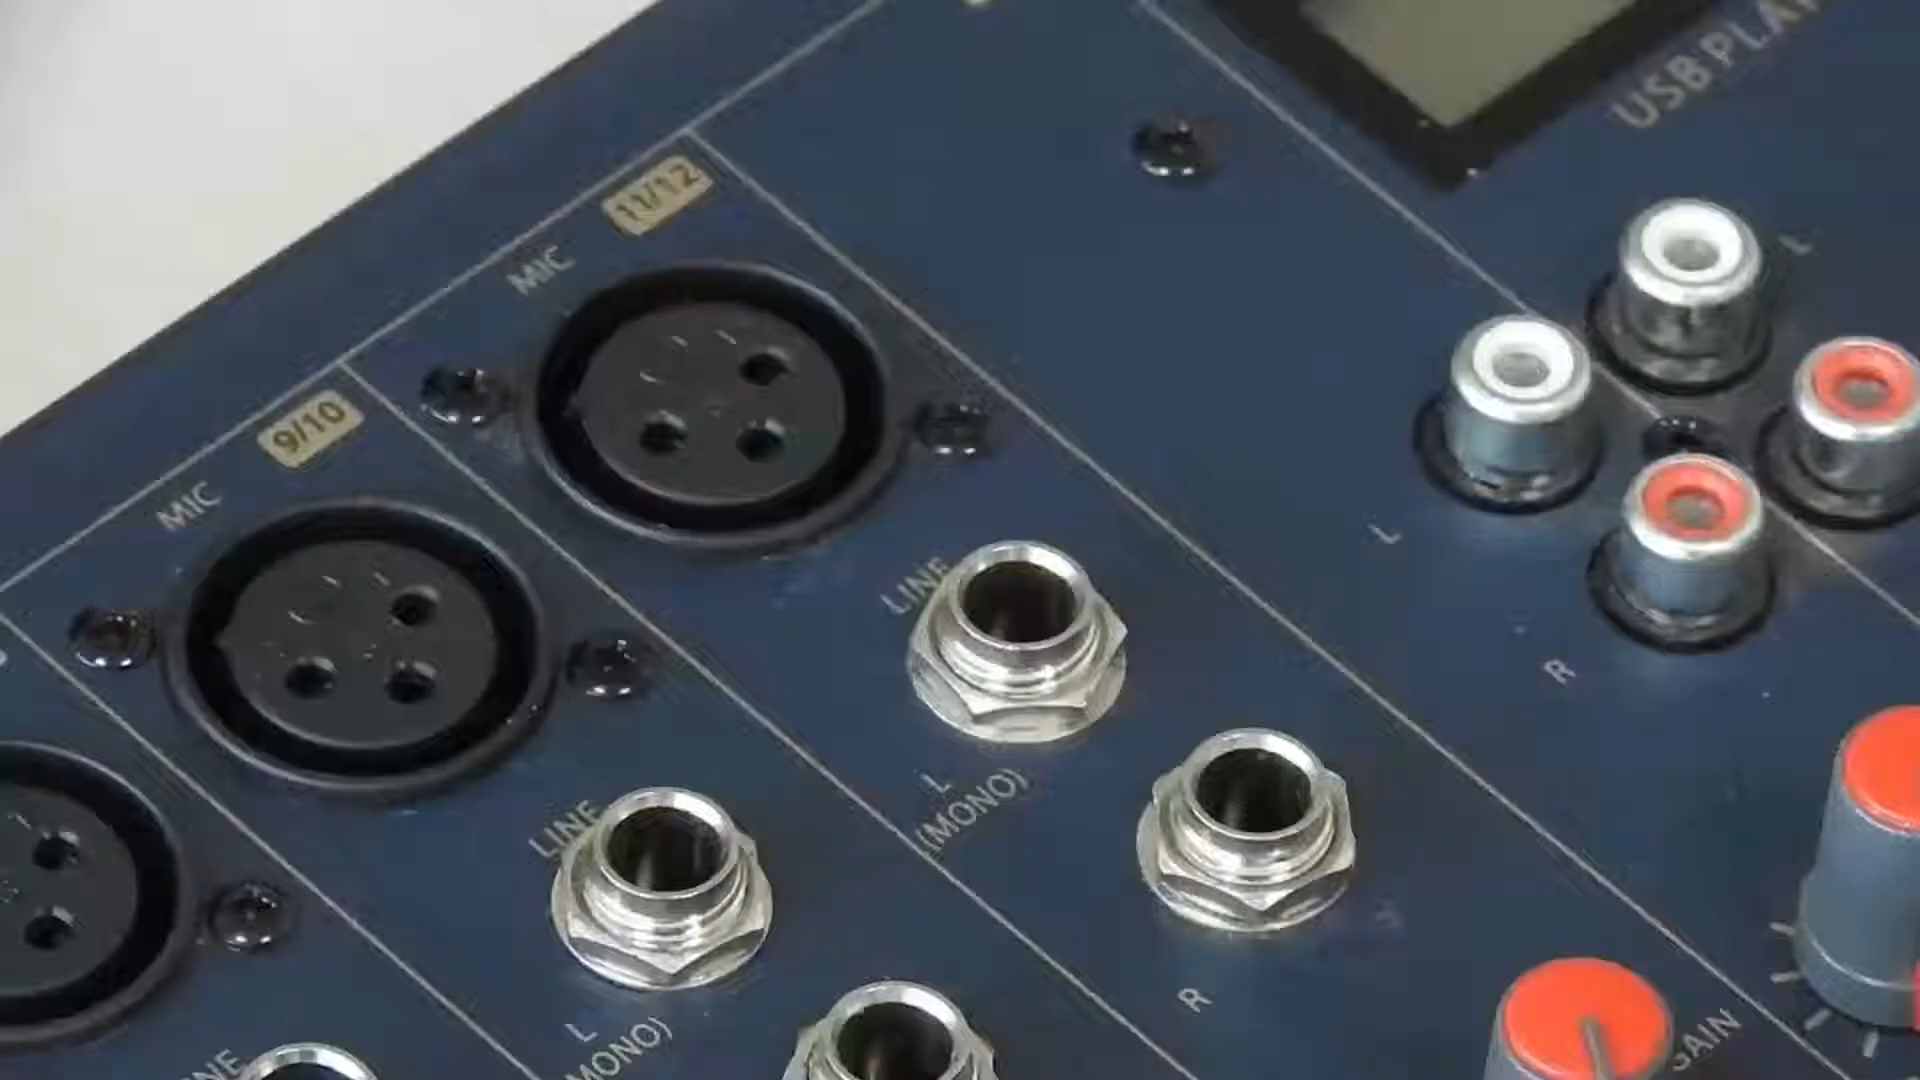 USB PLA
11/12
MIC
L
9/10
MIC
L
LINE
R
L
(MONO)
LINE
R
L
(MONO)
GAIN